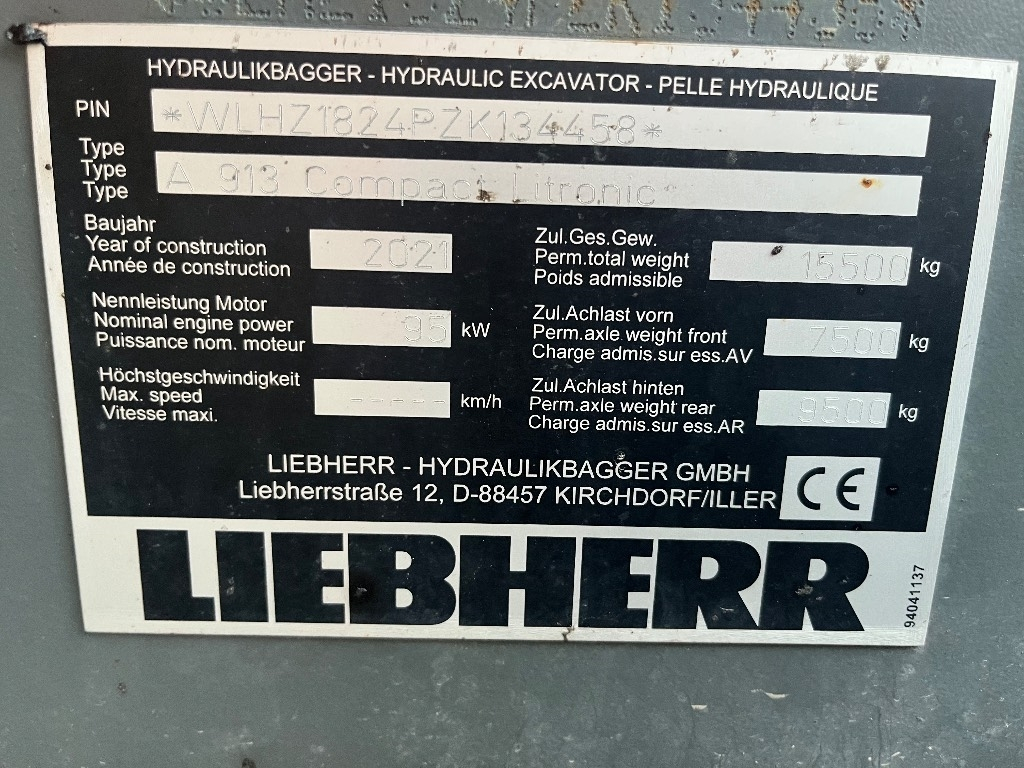 HYDRAULIKBAGGER - HYDRAULIC EXCAVATOR - PELLE HYDRAULIQUE
PIN *WLHZ1824PZK134458*
Type
Type
Type
A 913 Compact Litronic
Baujahr
Year of construction
Année de construction
2021
Zul.Ges.Gew.
Perm.total weight
Poids admissible
15500 kg
Nennleistung Motor
Nominal engine power
Puissance nom. moteur
95 kW
Zul.Achlast vorn
Perm.axle weight front
Charge admis.sur ess.AV
7500 kg
Höchstgeschwindigkeit
Max. speed
Vitesse maxi.
----- km/h
Zul.Achlast hinten
Perm.axle weight rear
Charge admis.sur ess.AR
9500 kg
LIEBHERR - HYDRAULIKBAGGER GMBH
Liebherrstraße 12, D-88457 KIRCHDORF/ILLER
CE
LIEBHERR
94041137